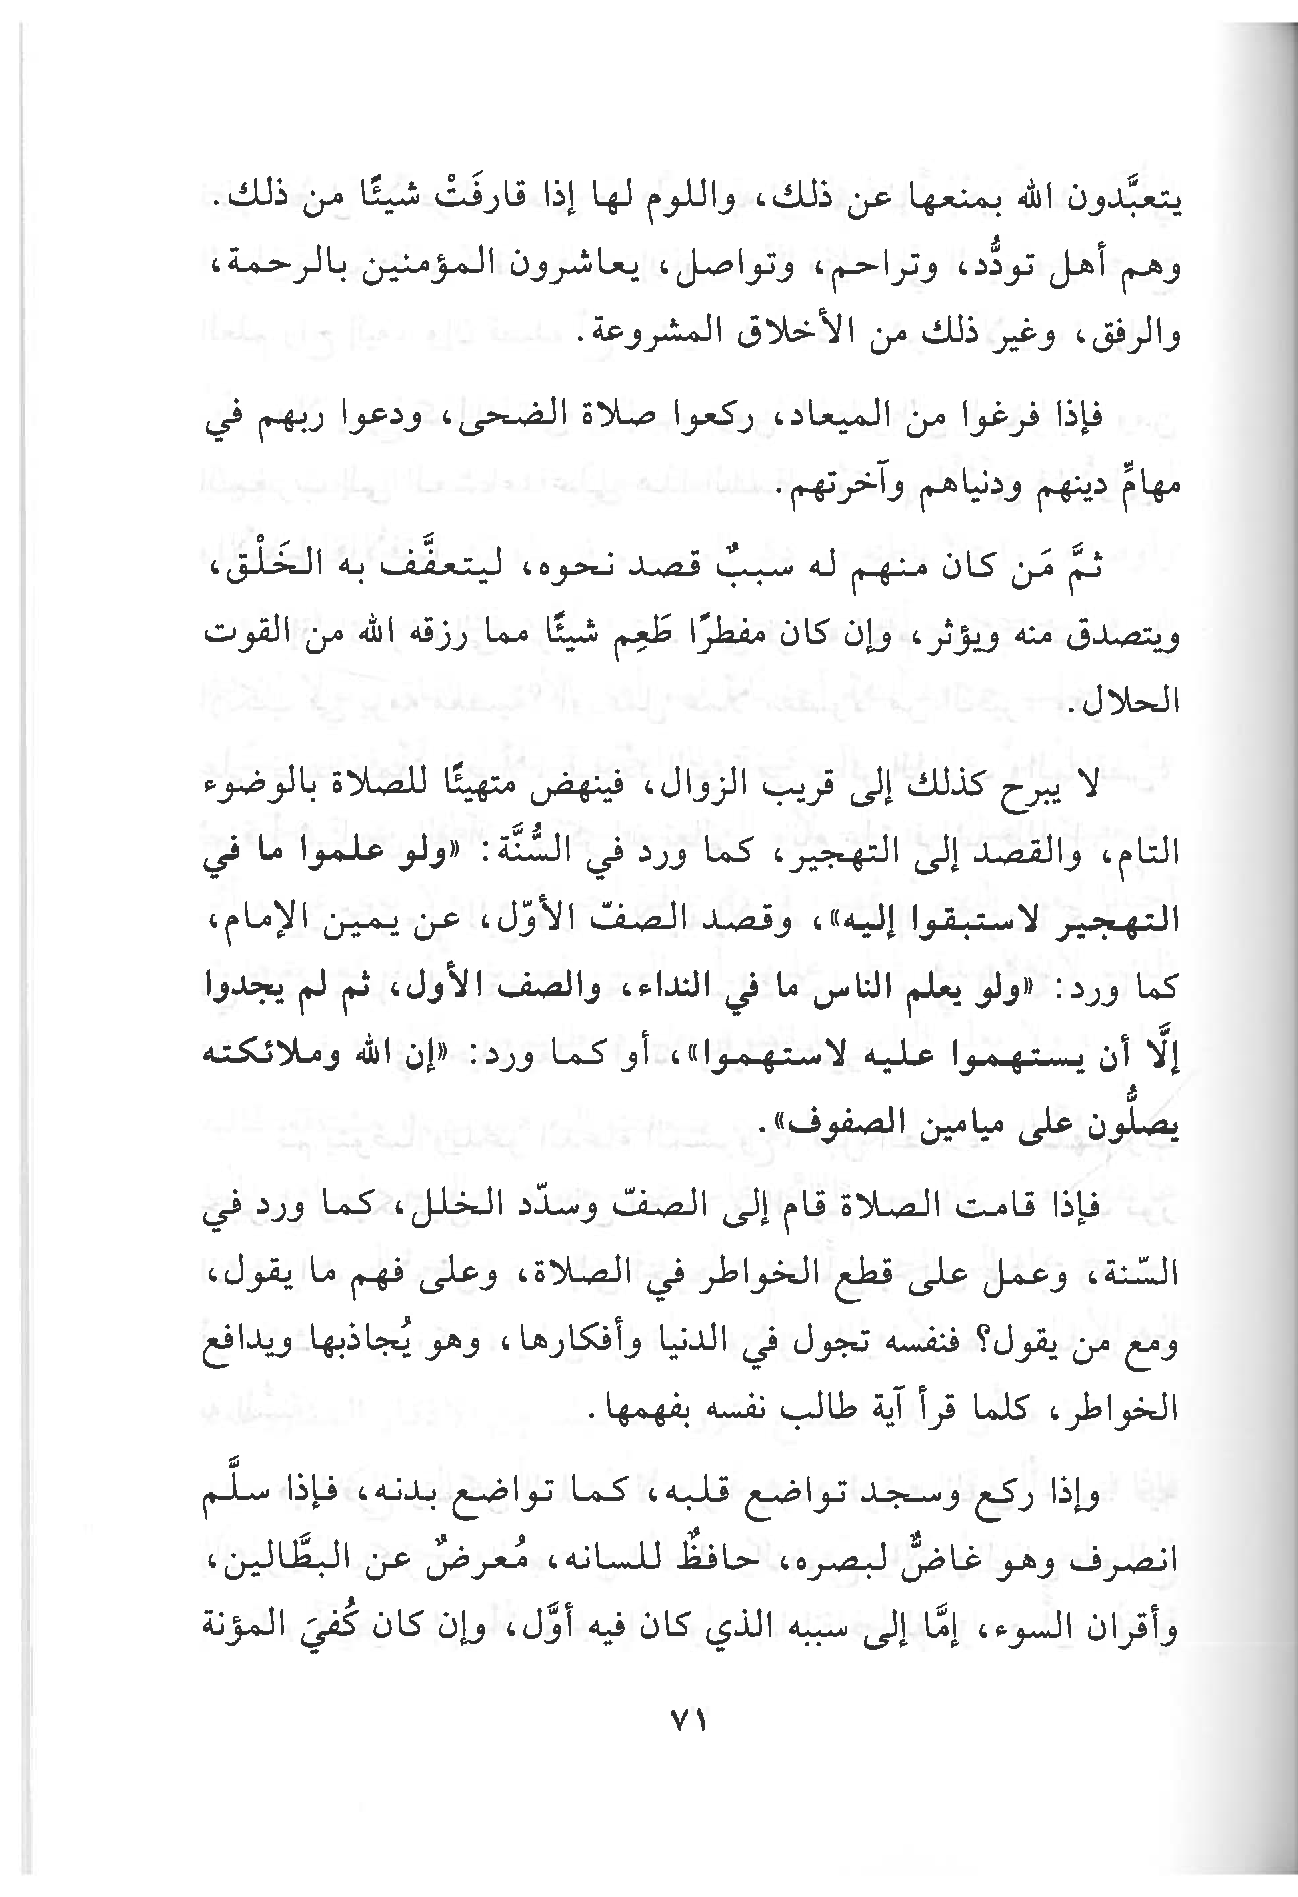 يتعبَّدون الله بمنعها عن ذلك، واللوم لها إذا قارفَتْ شيئًا من ذلك.
وهم أهل تودُّد، وتراحم، وتواصل، يعاشرون المؤمنين بالرحمة،
والرفق، وغير ذلك من الأخلاق المشروعة.
فإذا فرغوا من الميعاد، ركعوا صلاة الضحى، ودعوا ربهم في
مهامِّ دينهم ودنياهم وآخرتهم.
ثمَّ مَن كان منهم له سببٌ قصد نحوه، ليتعفَّف به الخَلْق،
ويتصدق منه ويؤثر، وإن كان مفطرًا طَعِم شيئًا مما رزقه الله من القوت
الحلال.
لا يبرح كذلك إلى قريب الزوال، فينهض متهيئًا للصلاة بالوضوء
التام، والقصد إلى التهجير، كما ورد في السُّنَّة: «ولو علموا ما في
التهجير لاستبقوا إليه»، وقصد الصفّ الأوّل، عن يمين الإمام،
كما ورد: «ولو يعلم الناس ما في النداء، والصف الأول، ثم لم يجدوا
إلَّا أن يستهموا عليه لاستهموا»، أو كما ورد: «إن الله وملائكته
يصلُّون على ميامين الصفوف».
فإذا قامت الصلاة قام إلى الصفّ وسدّد الخلل، كما ورد في
السّنة، وعمل على قطع الخواطر في الصلاة، وعلى فهم ما يقول،
ومع من يقول؟ فنفسه تجول في الدنيا وأفكارها، وهو يُجاذبها ويدافع
الخواطر، كلما قرأ آية طالب نفسه بفهمها.
وإذا ركع وسجد تواضع قلبه، كما تواضع بدنه، فإذا سلَّم
انصرف وهو غاضٌّ لبصره، حافظٌ للسانه، مُعرضٌ عن البطَّالين،
وأقران السوء، إمَّا إلى سببه الذي كان فيه أوَّل، وإن كان كُفيَ المؤنة
٧١